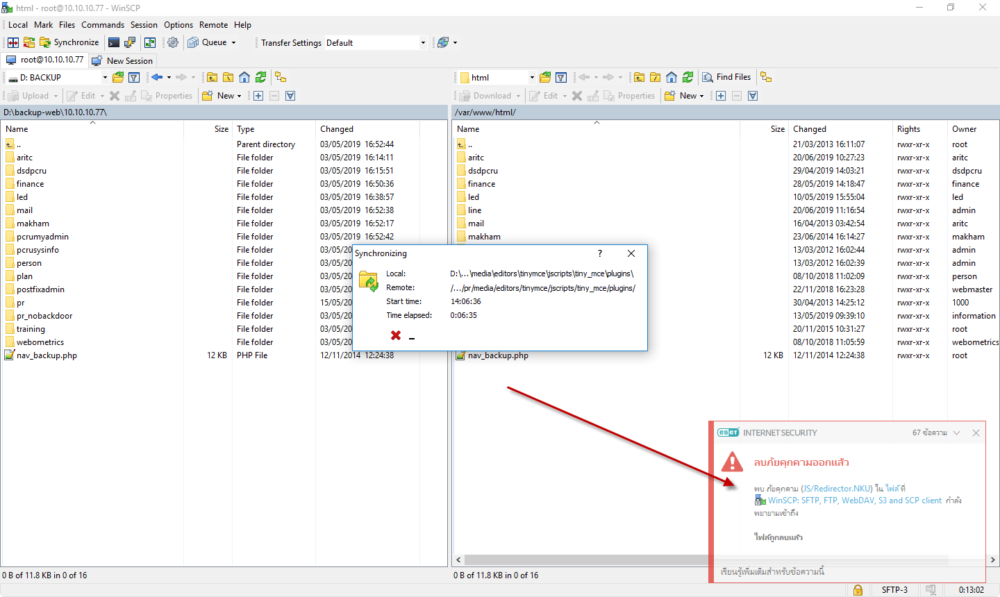 html - root@10.10.10.77 - WinSCP
Local Mark Files Commands Session Options Remote Help
Synchronize Queue Transfer Settings Default
root@10.10.10.77 New Session
D: BACKUP
Upload Edit Properties New
D:\backup-web\10.10.10.77\
Name Size Type Changed
.. Parent directory 03/05/2019 16:52:44
aritc File folder 03/05/2019 16:14:11
dsdpcru File folder 03/05/2019 16:15:51
finance File folder 03/05/2019 16:50:36
led File folder 03/05/2019 16:38:57
mail File folder 03/05/2019 16:52:38
makham File folder 03/05/2019 16:52:17
pcrumyadmin File folder 03/05/2019 16:52:42
pcrusysinfo File folder 03/05/20
person File folder 03/05/20
plan File folder 03/05/20
postfixadmin File folder 03/05/20
pr File folder 15/05/20
pr_nobackdoor File folder 03/05/20
training File folder 03/05/20
webometrics File folder 03/05/20
nav_backup.php 12 KB PHP File 12/11/2014 12:24:38
0 B of 11.8 KB in 0 of 16
html Find Files
Download Edit Properties New
/var/www/html/
Name Size Changed Rights Owner
.. 21/03/2013 16:11:07 rwxr-xr-x root
aritc 20/06/2019 10:27:23 rwxr-xr-x aritc
dsdpcru 29/04/2019 14:03:21 rwxr-xr-x dsdpcru
finance 28/05/2019 14:18:47 rwxr-xr-x finance
led 10/05/2019 15:55:04 rwxr-xr-x led
line 20/06/2019 11:16:54 rwxr-xr-x admin
mail 16/04/2013 03:42:54 rwxr-xr-x aritc
makham 23/06/2014 16:14:27 rwxr-xr-x makham
13/03/2012 16:02:44 rwxr-xr-x admin
13/03/2012 16:02:39 rwxr-xr-x admin
08/10/2018 11:02:09 rwxr-xr-x person
22/11/2018 16:23:28 rwxr-xr-x webmaster
30/04/2013 14:25:12 rwxr-xr-x 1000
13/05/2019 09:39:10 rwxr-xr-x information
20/11/2015 10:31:27 rwxr-xr-x root
08/10/2018 11:05:59 rwxr-xr-x webometrics
nav_backup.php 12 KB 12/11/2014 12:24:38 rwxr-xr-x root
0 B of 11.8 KB in 0 of 16
Synchronizing ?
Local: D:\...\media\editors\tinymce\jscripts\tiny_mce\plugins\
Remote: /.../pr/media/editors/tinymce/jscripts/tiny_mce/plugins/
Start time: 14:06:36
Time elapsed: 0:06:35
eset INTERNET SECURITY 67 ข้อความ
ลบภัยคุกคามออกแล้ว
พบ ภัยคุกคาม (JS/Redirector.NKU) ใน ไฟล์ ที่
WinSCP: SFTP, FTP, WebDAV, S3 and SCP client กำลัง
พยายามเข้าถึง
ไฟล์ถูกลบแล้ว
เรียนรู้เพิ่มเติมสำหรับข้อความนี้
SFTP-3 0:13:02